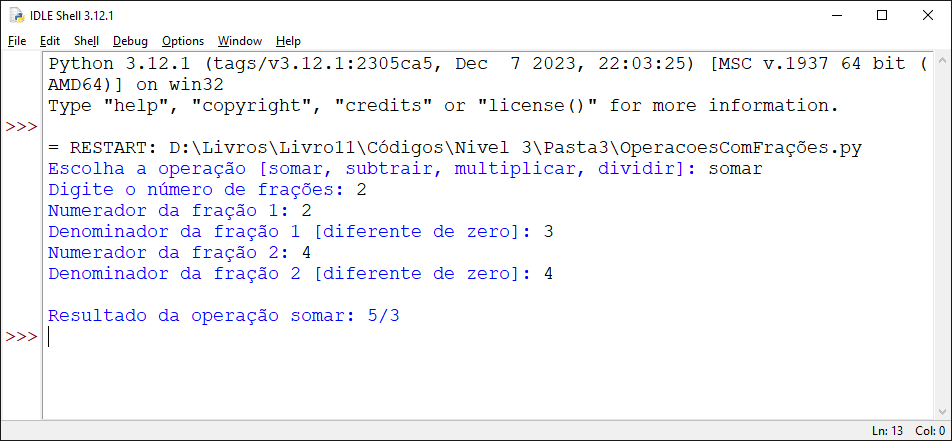 IDLE Shell 3.12.1
File Edit Shell Debug Options Window Help
Python 3.12.1 (tags/v3.12.1:2305ca5, Dec  7 2023, 22:03:25) [MSC v.1937 64 bit (
AMD64)] on win32
Type "help", "copyright", "credits" or "license()" for more information.
>>>
= RESTART: D:\Livros\Livro11\Códigos\Nivel 3\Pasta3\OperacoesComFrações.py
Escolha a operação [somar, subtrair, multiplicar, dividir]: somar
Digite o número de frações: 2
Numerador da fração 1: 2
Denominador da fração 1 [diferente de zero]: 3
Numerador da fração 2: 4
Denominador da fração 2 [diferente de zero]: 4
Resultado da operação somar: 5/3
>>>
Ln: 13 Col: 0